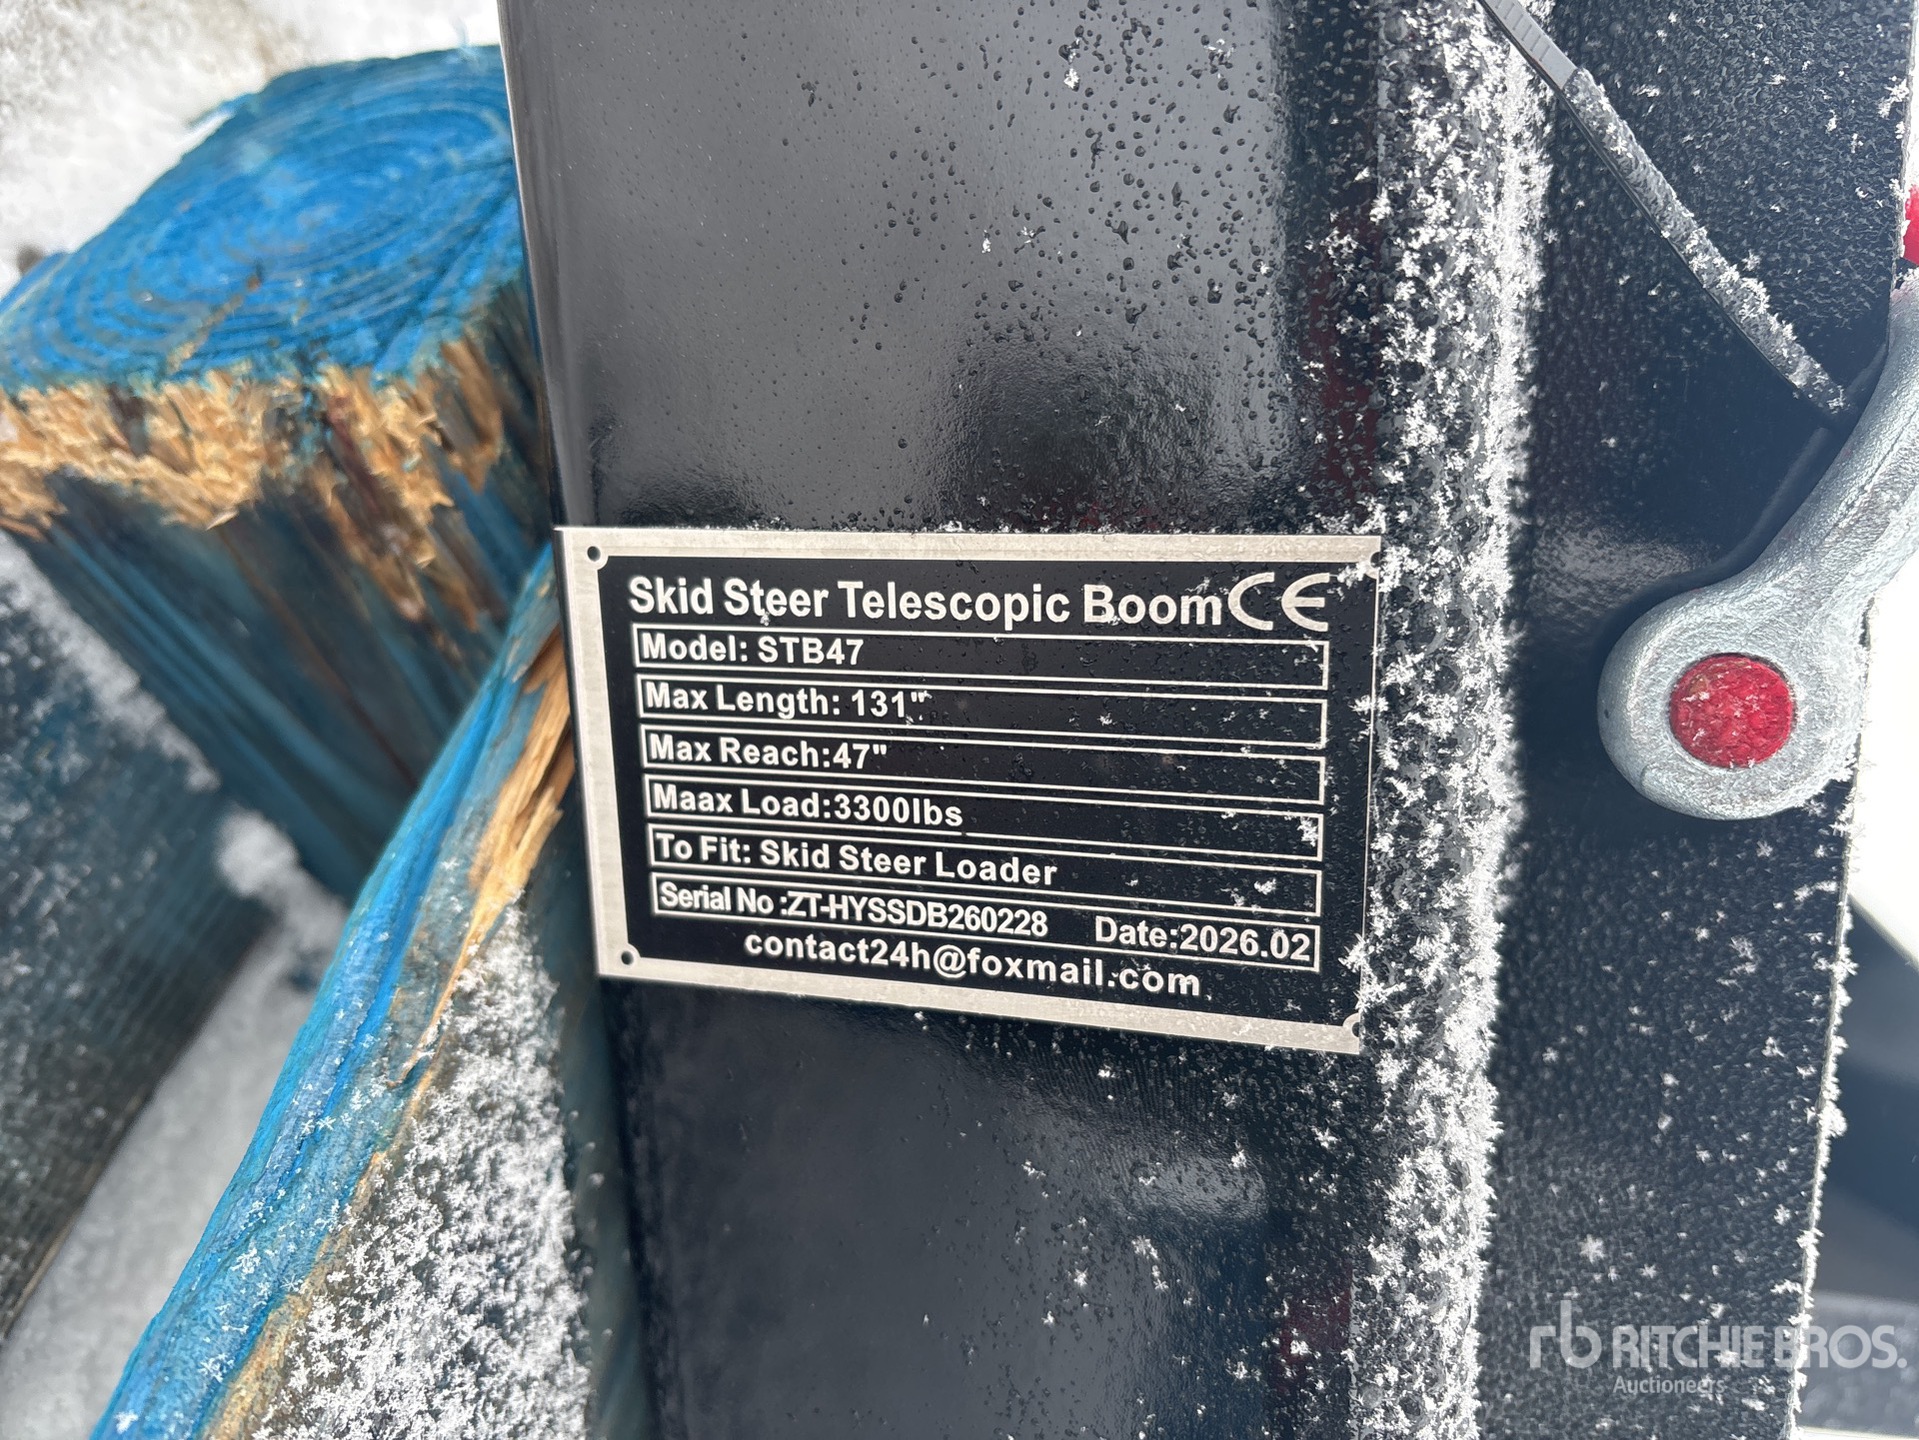 Skid Steer Telescopic Boom CE
Model: STB47
Max Length: 131"
Max Reach:47"
Maax Load:3300lbs
To Fit: Skid Steer Loader
Serial No :ZT-HYSSDB260228 Date:2026.02
contact24h@foxmail.com
rb RITCHIE BROS.
Auctioneers